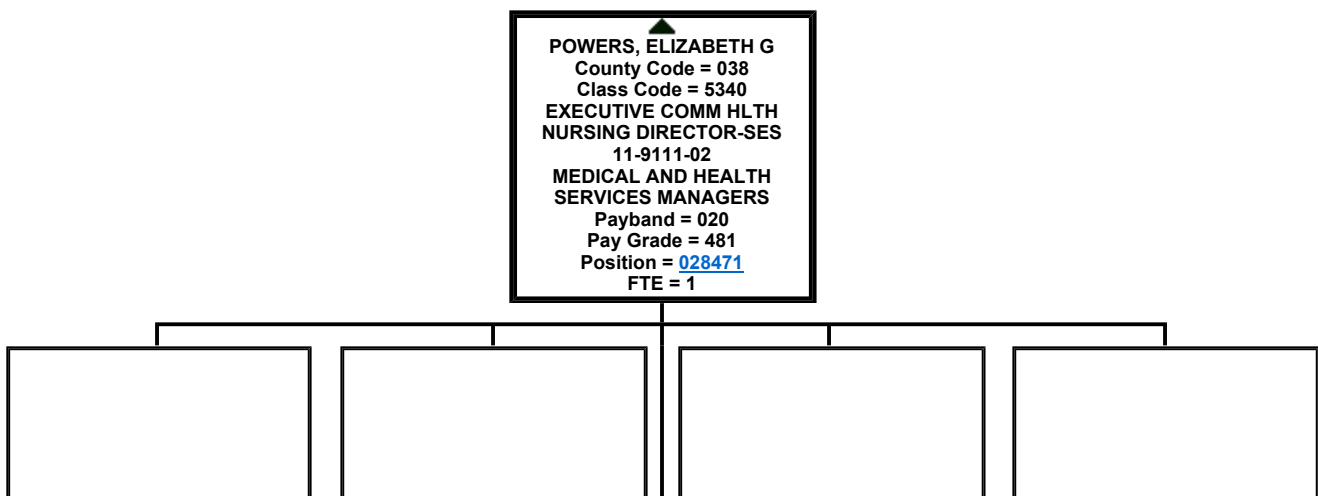 POWERS, ELIZABETH G
County Code = 038
Class Code = 5340
EXECUTIVE COMM HLTH
NURSING DIRECTOR-SES
11-9111-02
MEDICAL AND HEALTH
SERVICES MANAGERS
Payband = 020
Pay Grade = 481
Position = 028471
FTE = 1